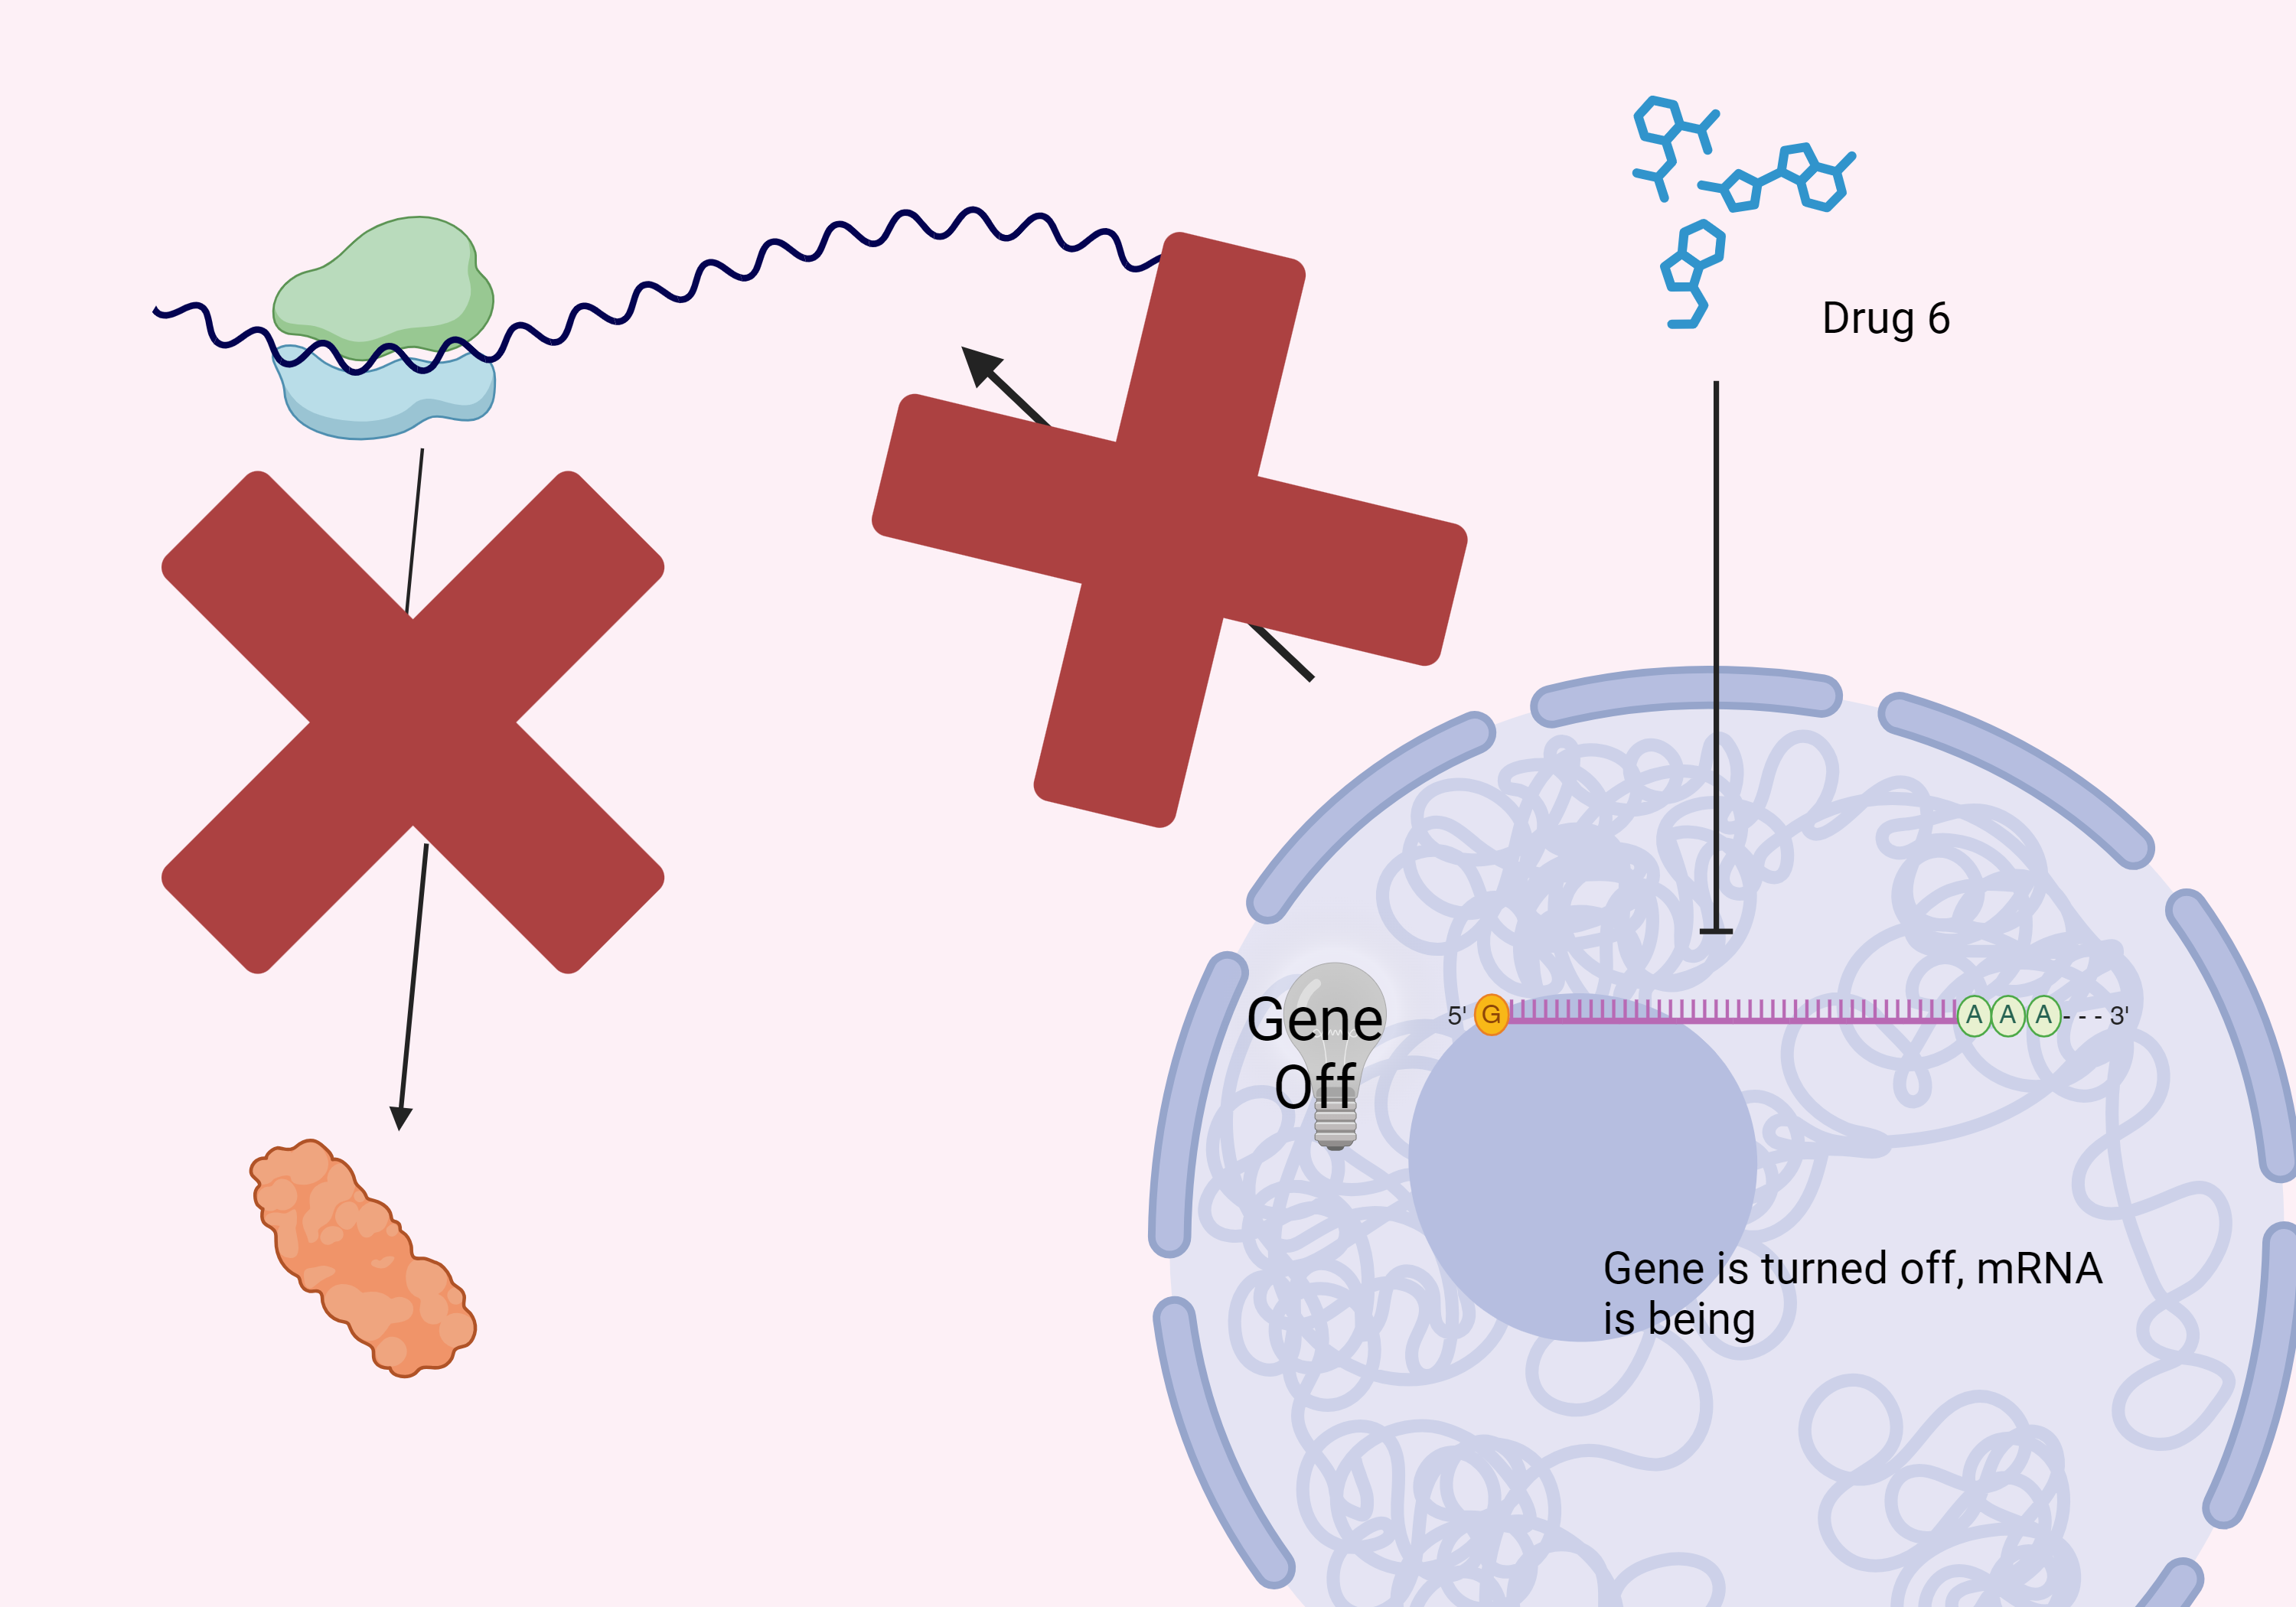 Drug 6
Gene
Off
5' G A A A - - - 3'
Gene is turned off, mRNA
is being